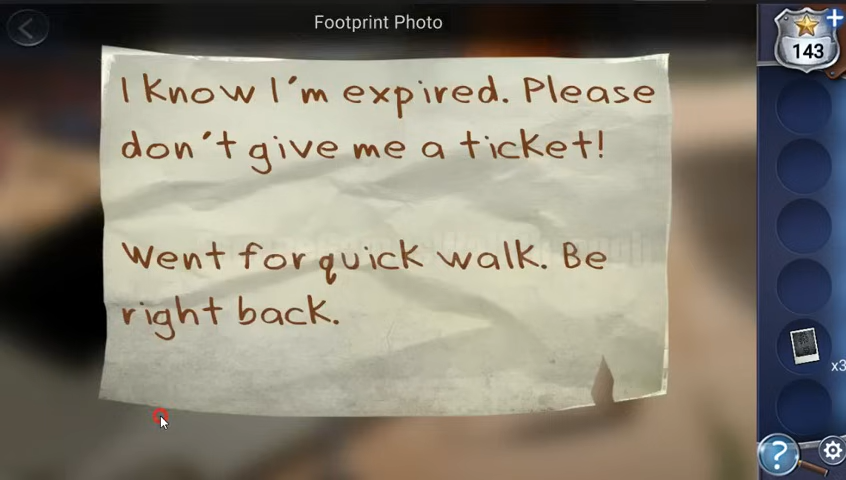 Footprint Photo
143
I know I'm expired. Please
don't give me a ticket!
Went for quick walk. Be
right back.
x3
?